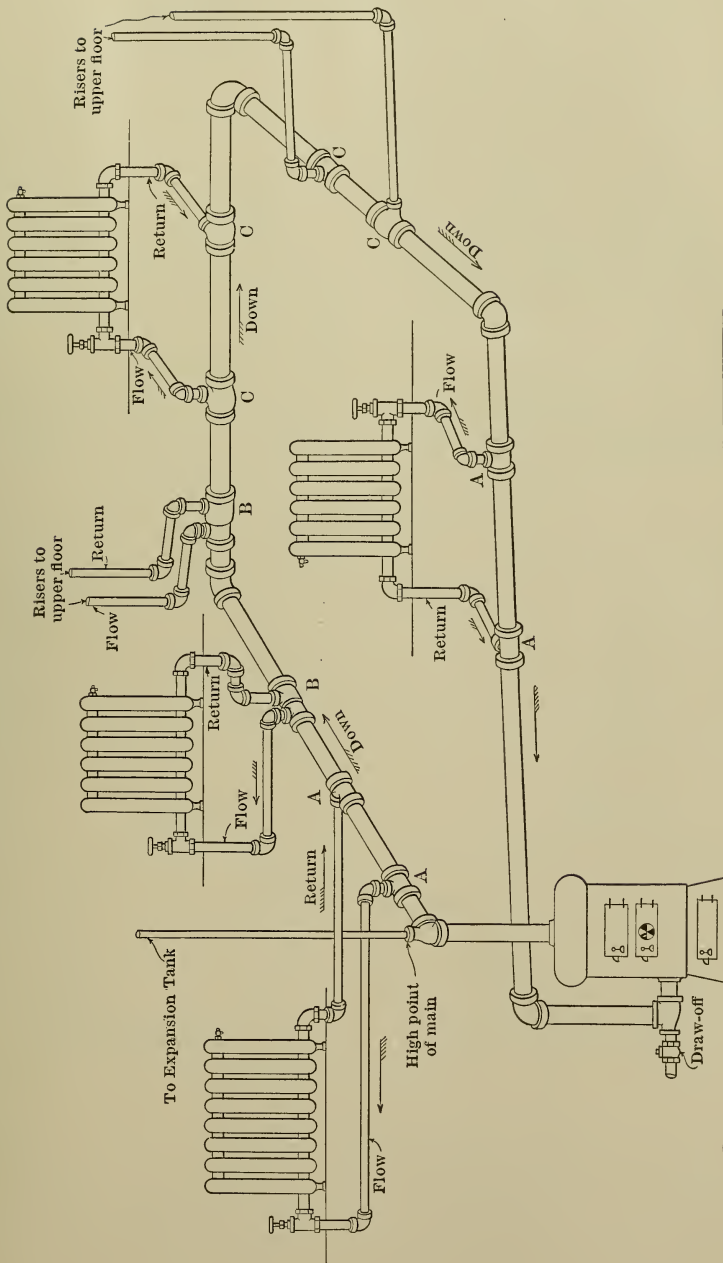 Risers to
upper floor
Return
Flow
C
C
Down
C
C
Down
Risers to
upper floor
Return
Flow
B
Flow
A
Return
A
Return
Flow
B
Down
A
Return
A
To Expansion Tank
High point
of main
Flow
Draw-off